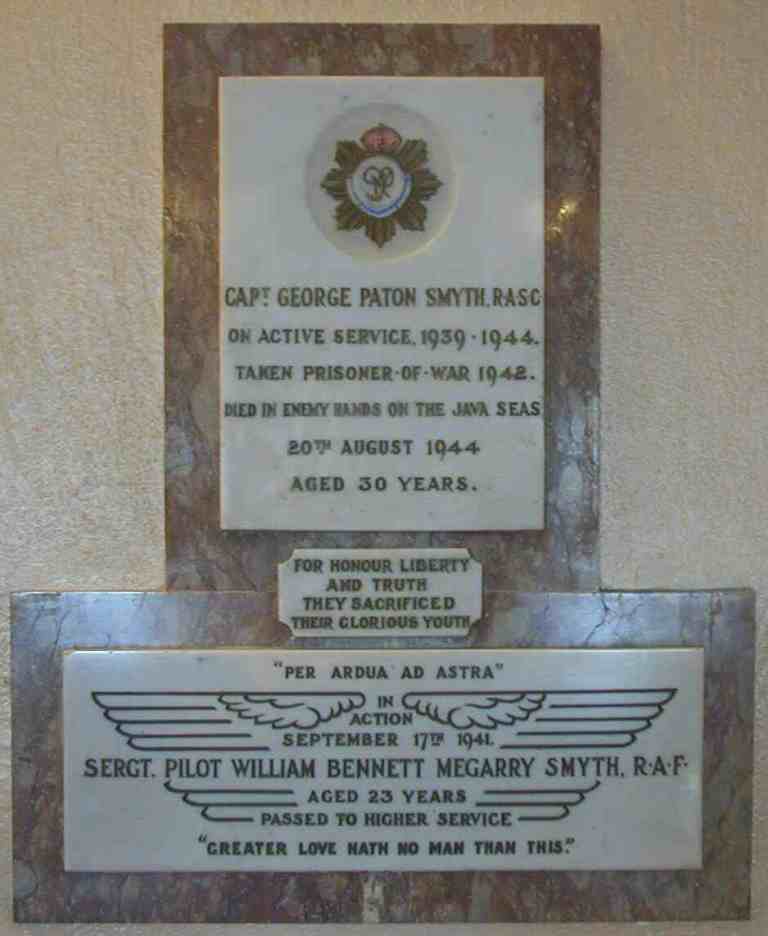 GR
CAPT GEORGE PATON SMYTH. RASC
ON ACTIVE SERVICE, 1939 · 1944.
TAKEN PRISONER·OF·WAR 1942.
DIED IN ENEMY HANDS ON THE JAVA SEAS
20TH AUGUST 1944
AGED 30 YEARS.
FOR HONOUR LIBERTY
AND TRUTH
THEY SACRIFICED
THEIR GLORIOUS YOUTH
"PER ARDUA AD ASTRA"
IN
ACTION
SEPTEMBER 17TH 1941.
SERGT. PILOT WILLIAM BENNETT MEGARRY SMYTH, R·A·F·
AGED 23 YEARS
PASSED TO HIGHER SERVICE
"GREATER LOVE HATH NO MAN THAN THIS."